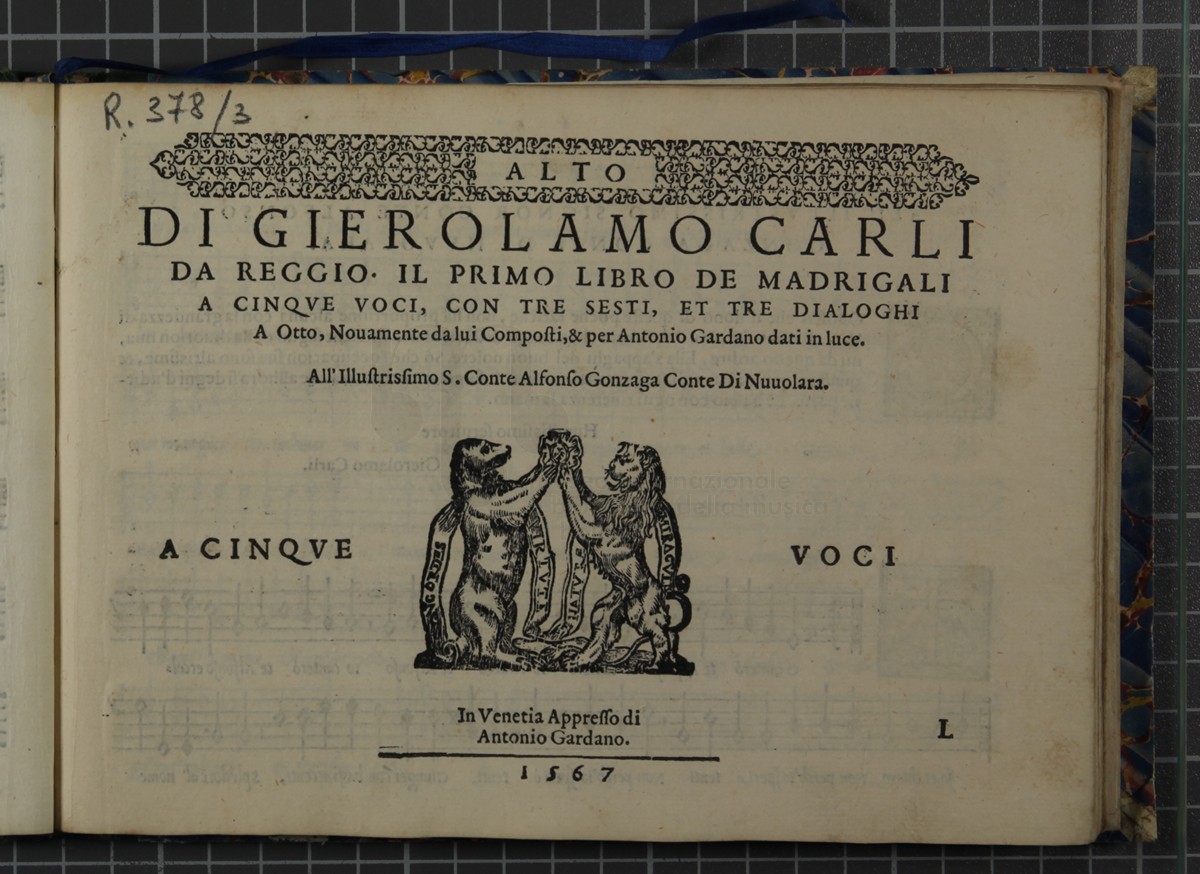 R. 378/3
ALTO
DI GIEROLAMO CARLI
DA REGGIO. IL PRIMO LIBRO DE MADRIGALI
A CINQVE VOCI, CON TRE SESTI, ET TRE DIALOGHI
A Otto, Nouamente da lui Compoſti, & per Antonio Gardano dati in luce.
All' Illuſtriſſimo S. Conte Alfonſo Gonzaga Conte Di Nuuolara.
A CINQVE VOCI
In Venetia Appreſſo di
Antonio Gardano.
L
1567